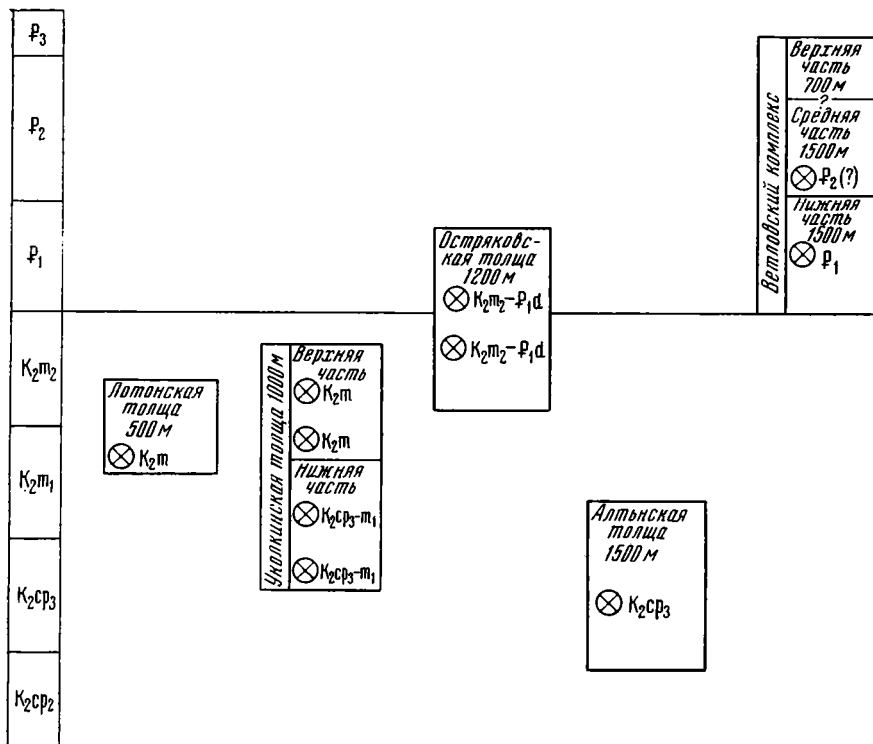 ₽₃
₽₂
₽₁
K₂m₂
K₂m₁
K₂cp₃
K₂cp₂
Лотонская
толща
500 м
K₂m
Уколкинская толща 1000 м
Верхняя
часть
K₂m
K₂m
Нижняя
часть
K₂cp₃-m₁
K₂cp₃-m₁
Остряковс-
кая толща
1200 м
K₂m₂-₽₁d
K₂m₂-₽₁d
Алтынская
толща
1500 м
K₂cp₃
Ветловский комплекс
Верхняя
часть
700 м
?
Средняя
часть
1500 м
₽₂(?)
Нижняя
часть
1500 м
₽₁